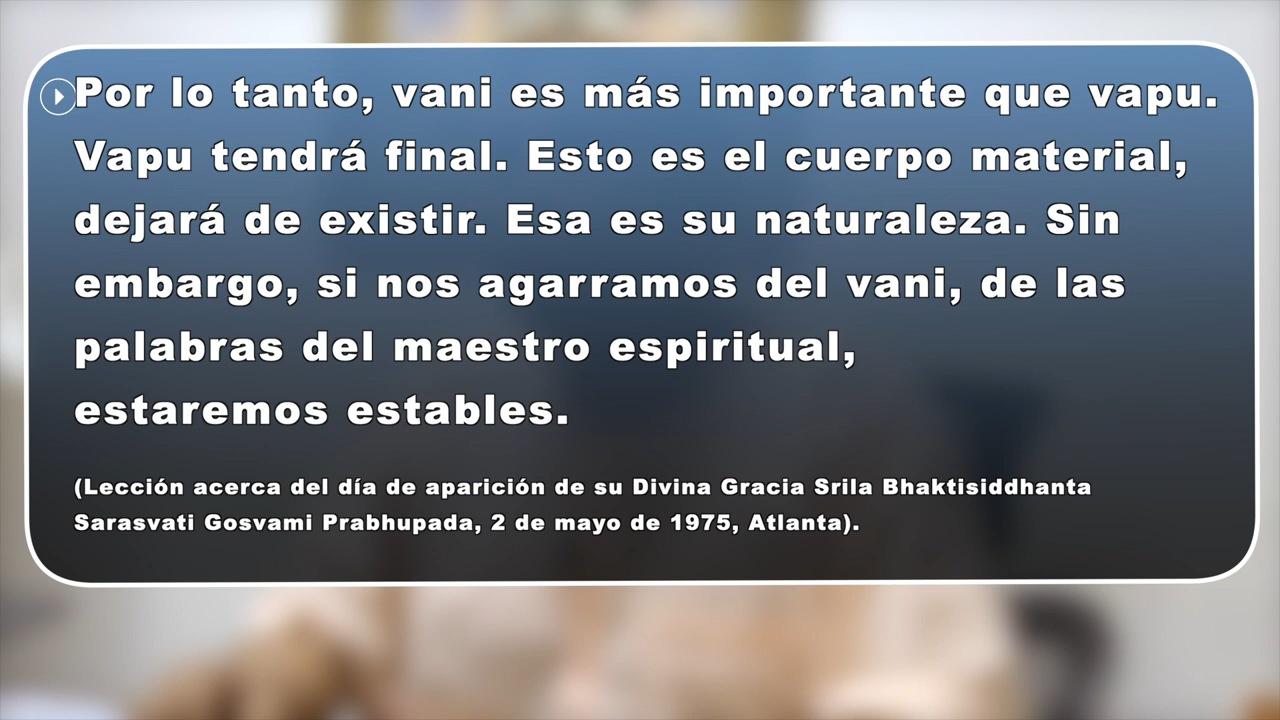 Por lo tanto, vani es más importante que vapu.
Vapu tendrá final. Esto es el cuerpo material,
dejará de existir. Esa es su naturaleza. Sin
embargo, si nos agarramos del vani, de las
palabras del maestro espiritual,
estaremos estables.
(Lección acerca del día de aparición de su Divina Gracia Srila Bhaktisiddhanta
Sarasvati Gosvami Prabhupada, 2 de mayo de 1975, Atlanta).